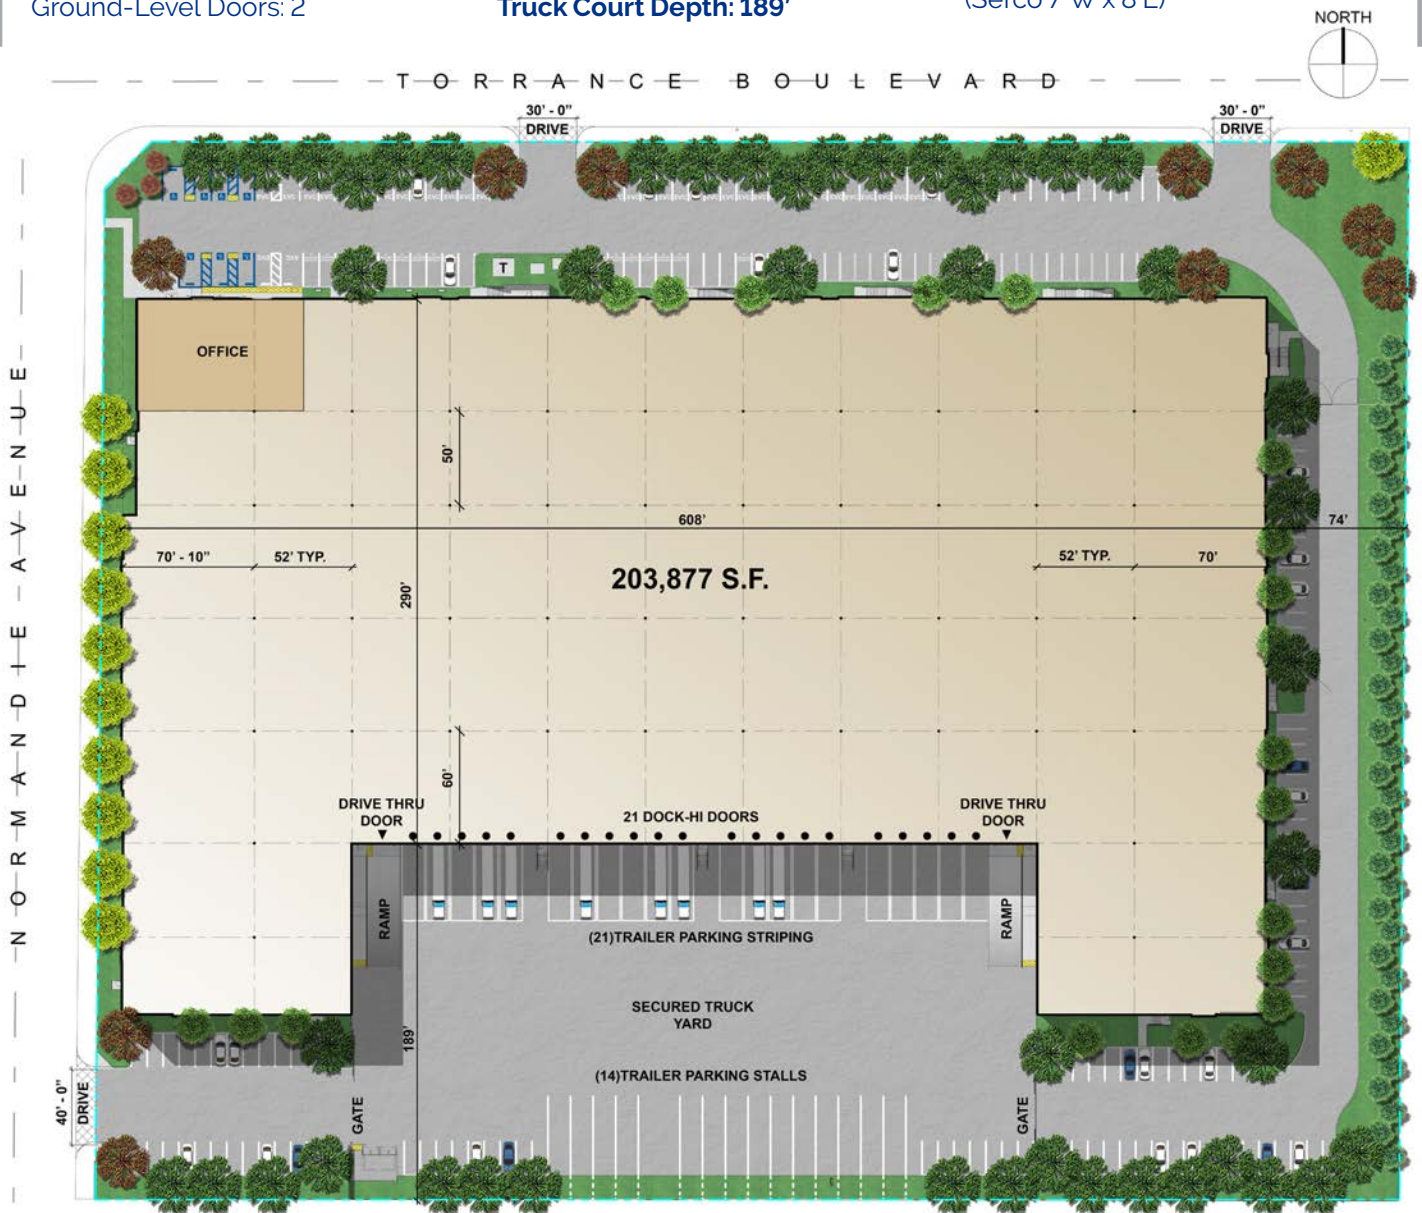 Ground-Level Doors: 2
Truck Court Depth: 189'
(Serco 7' W x 8'L)
NORTH
TORRANCE BOULEVARD
30' - 0"
DRIVE
30' - 0"
DRIVE
T
OFFICE
NORMANDIE AVENUE
50'
608'
74'
70' - 10"
52' TYP.
52' TYP.
70'
203,877 S.F.
290'
60'
DRIVE THRU
DOOR
21 DOCK-HI DOORS
DRIVE THRU
DOOR
RAMP
RAMP
(21)TRAILER PARKING STRIPING
SECURED TRUCK
YARD
189'
(14)TRAILER PARKING STALLS
40' - 0"
DRIVE
GATE
GATE